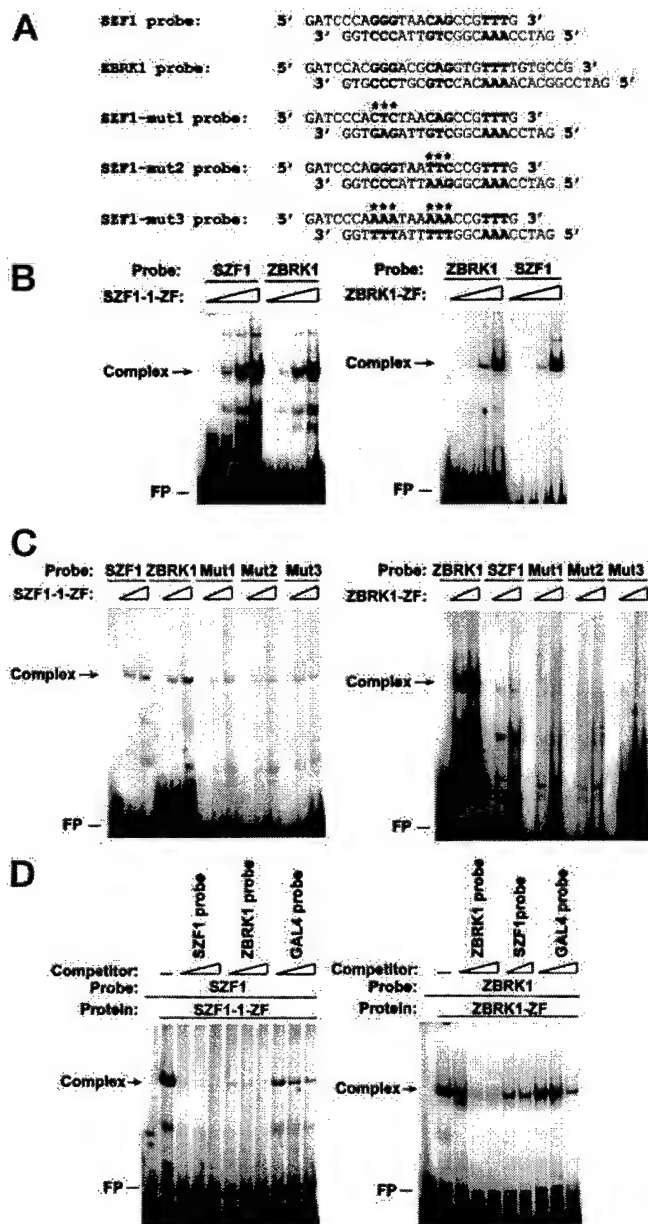 A
SZF1 probe: 5' GATCCCAGGGTAACAGCCGTTTG 3'
3' GGTCCCATTGTCGGCAAACCTAG 5'
ZBRK1 probe: 5' GATCCACGGGACGCAGGTGTTTTGTGCCG 3'
3' GTGCCCTGCGTCCACAAAACACGGCCTAG 5'
***
SZF1-mut1 probe: 5' GATCCCACTCTAACAGCCGTTTG 3'
3' GGTGAGATTGTCGGCAAACCTAG 5'
***
SZF1-mut2 probe: 5' GATCCCAGGGTAATTCCCGTTTG 3'
3' GGTCCCATTAAGGGCAAACCTAG 5'
*** ***
SZF1-mut3 probe: 5' GATCCCAAAATAAAAACCGTTTG 3'
3' GGTTTTATTTTTGGCAAACCTAG 5'
B
Probe: SZF1 ZBRK1
SZF1-1-ZF:
Complex →
FP –
Probe: ZBRK1 SZF1
ZBRK1-ZF:
Complex →
FP –
C
Probe: SZF1 ZBRK1 Mut1 Mut2 Mut3
SZF1-1-ZF:
Complex →
FP –
Probe: ZBRK1 SZF1 Mut1 Mut2 Mut3
ZBRK1-ZF:
Complex →
FP –
D
SZF1 probe
ZBRK1 probe
GAL4 probe
Competitor: –
Probe: SZF1
Protein: SZF1-1-ZF
Complex →
FP –
ZBRK1 probe
SZF1probe
GAL4 probe
Competitor: –
Probe: ZBRK1
Protein: ZBRK1-ZF
Complex →
FP –